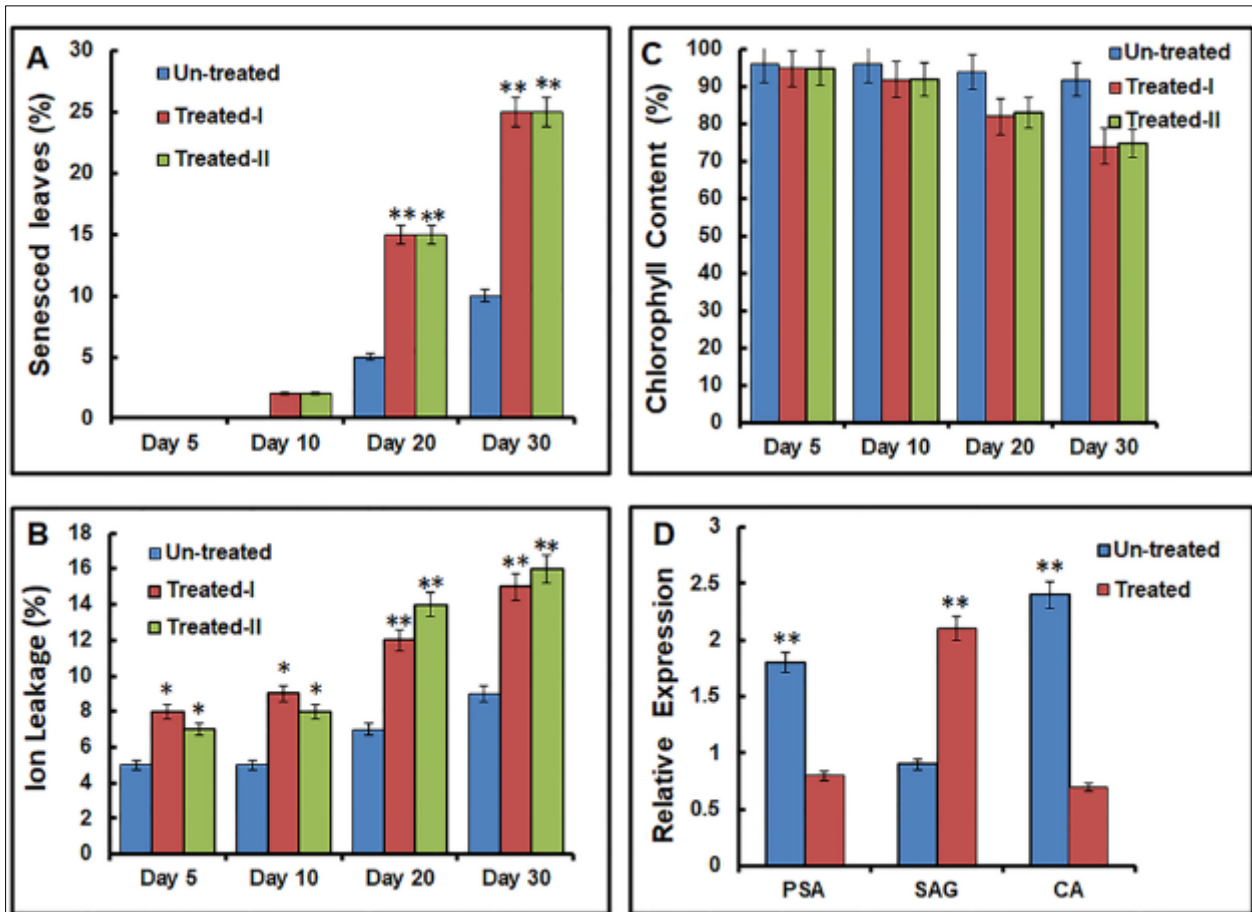 A
Senesced leaves (%)
30
25
20
15
10
5
0
Un-treated
Treated-I
Treated-II
** **
** **
Day 5 Day 10 Day 20 Day 30
C
Chlorophyll Content (%)
100
90
80
70
60
50
40
30
20
10
0
Un-treated
Treated-I
Treated-II
Day 5 Day 10 Day 20 Day 30
B
Ion Leakage (%)
18
16
14
12
10
8
6
4
2
0
Un-treated
Treated-I
Treated-II
* *
* *
** **
** **
Day 5 Day 10 Day 20 Day 30
D
Relative Expression
3
2.5
2
1.5
1
0.5
0
Un-treated
Treated
** ** **
PSA SAG CA